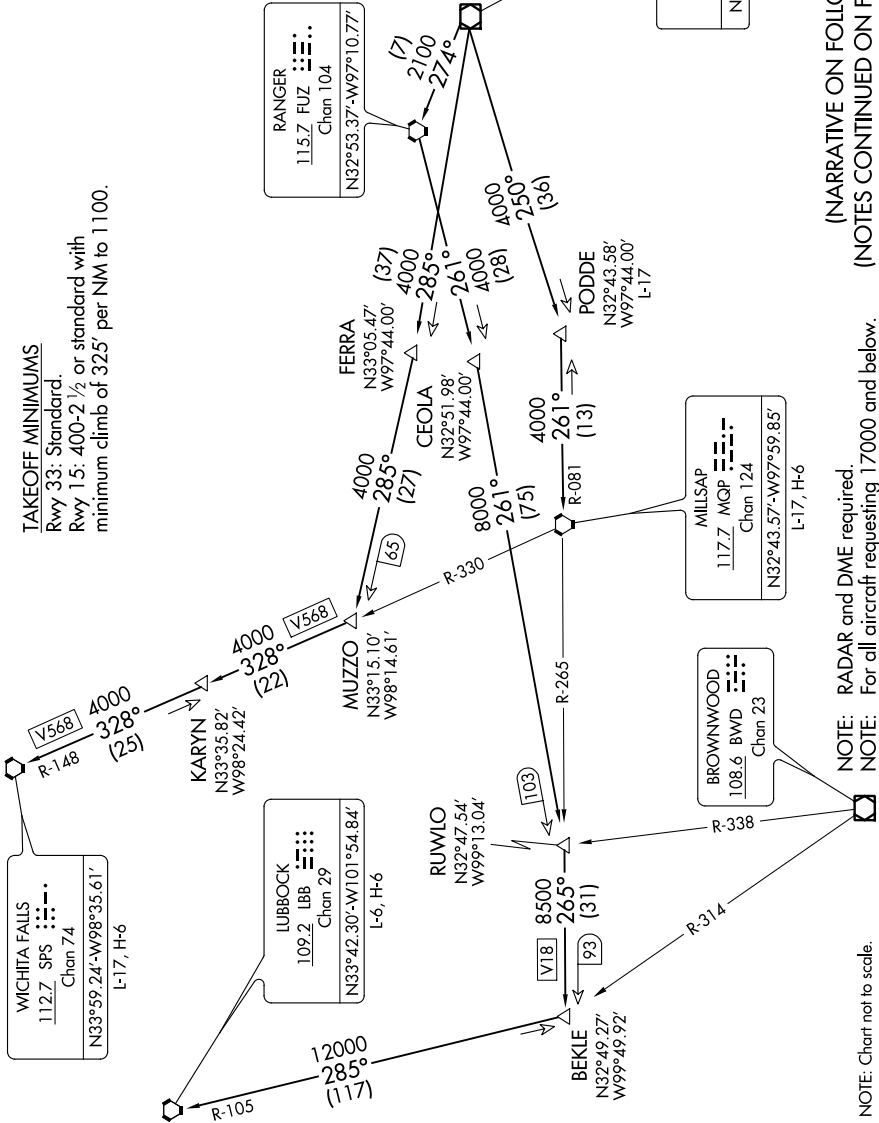 TAKEOFF MINIMUMS
Rwy 33: Standard.
Rwy 15: 400-2 ½ or standard with
minimum climb of 325' per NM to 1100.
RANGER
115.7 FUZ
Chan 104
N32°53.37'-W97°10.77'
(7)
2100
274°
N
WICHITA FALLS
112.7 SPS
Chan 74
N33°59.24'-W98°35.61'
L-17, H-6
V568
4000
328°
(25)
R-148
KARYN
N33°35.82'
W98°24.42'
4000
V568
328°
(22)
MUZZO
N33°15.10'
W98°14.61'
65
4000
285°
(27)
FERRA
N33°05.47'
W97°44.00'
(37)
4000
285°
261°
4000
(28)
CEOLA
N32°51.98'
W97°44.00'
4000
250°
(36)
PODDE
N32°43.58'
W97°44.00'
L-17
4000
261°
(13)
R-081
8000
261°
(75)
R-330
R-265
MILLSAP
117.7 MQP
Chan 124
N32°43.57'-W97°59.85'
L-17, H-6
LUBBOCK
109.2 LBB
Chan 29
N33°42.30'-W101°54.84'
L-6, H-6
RUWLO
N32°47.54'
W99°13.04'
103
8500
265°
(31)
V18
93
BEKLE
N32°49.27'
W99°49.92'
12000
285°
(117)
R-105
R-338
R-314
BROWNWOOD
108.6 BWD
Chan 23
NOTE: RADAR and DME required.
NOTE: For all aircraft requesting 17000 and below.
(NARRATIVE ON FOLLO
(NOTES CONTINUED ON F
NOTE: Chart not to scale.